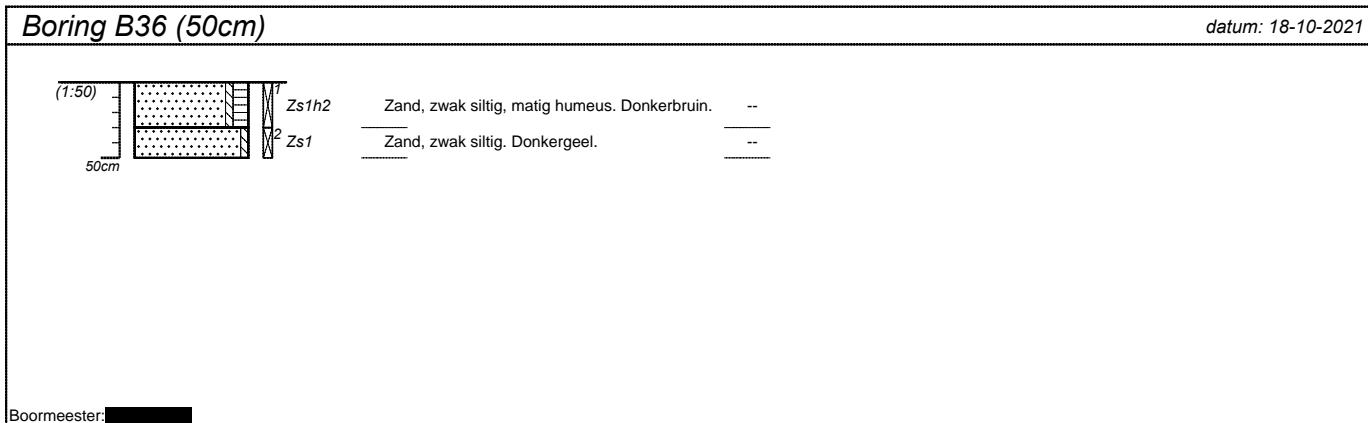 Boring B36 (50cm)
datum: 18-10-2021
(1:50)
1
Zs1h2 Zand, zwak siltig, matig humeus. Donkerbruin. --
2
Zs1 Zand, zwak siltig. Donkergeel. --
50cm
Boormeester: